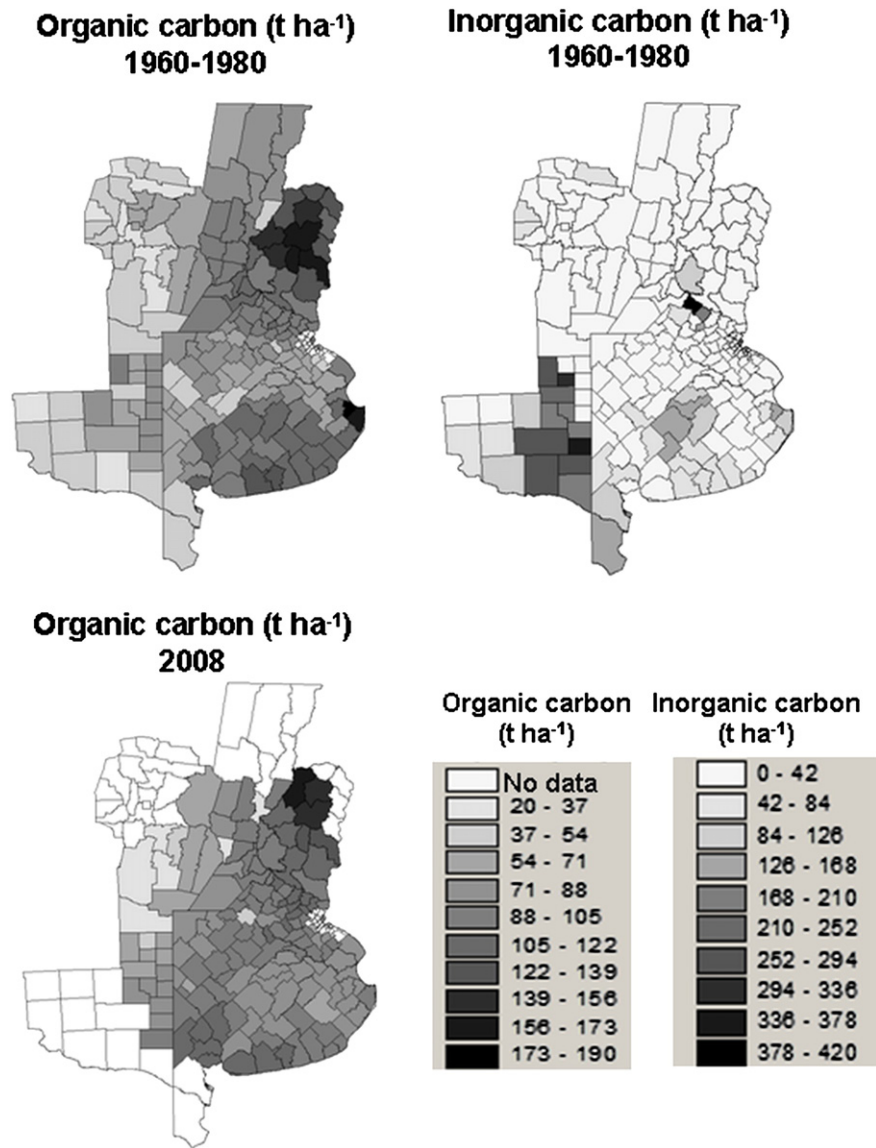 Organic carbon (t ha-1)
1960-1980
Inorganic carbon (t ha-1)
1960-1980
Organic carbon (t ha-1)
2008
Organic carbon
(t ha-1)
No data
20 - 37
37 - 54
54 - 71
71 - 88
88 - 105
105 - 122
122 - 139
139 - 156
156 - 173
173 - 190
Inorganic carbon
(t ha-1)
0 - 42
42 - 84
84 - 126
126 - 168
168 - 210
210 - 252
252 - 294
294 - 336
336 - 378
378 - 420